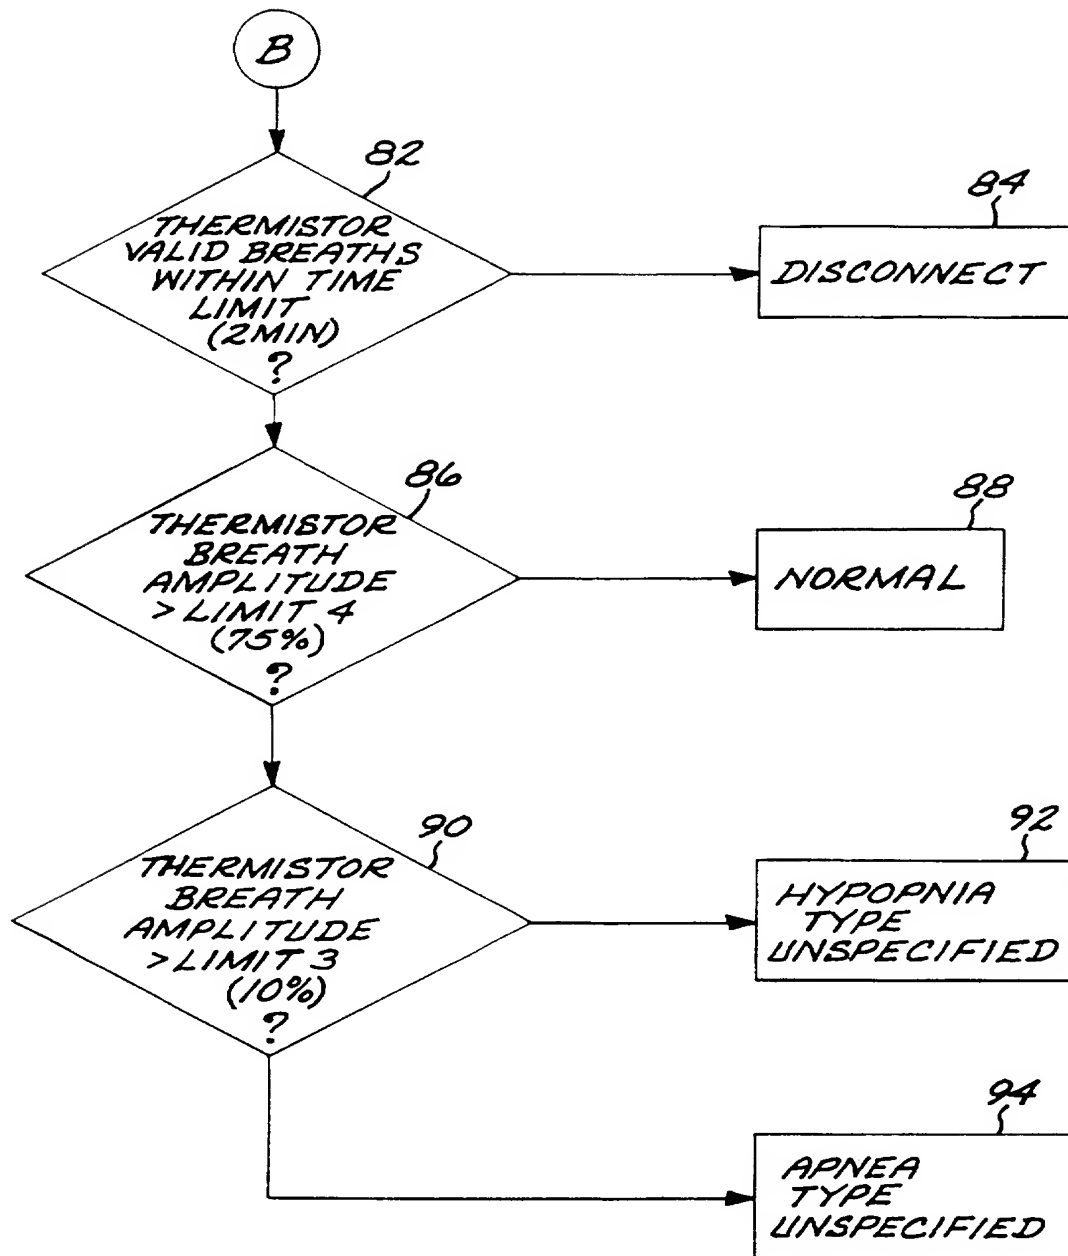 B
82
THERMISTOR
VALID BREATHS
WITHIN TIME
LIMIT
(2MIN)
?
84
DISCONNECT
86
THERMISTOR
BREATH
AMPLITUDE
>LIMIT 4
(75%)
?
88
NORMAL
90
THERMISTOR
BREATH
AMPLITUDE
>LIMIT 3
(10%)
?
92
HYPOPNIA
TYPE
UNSPECIFIED
94
APNEA
TYPE
UNSPECIFIED